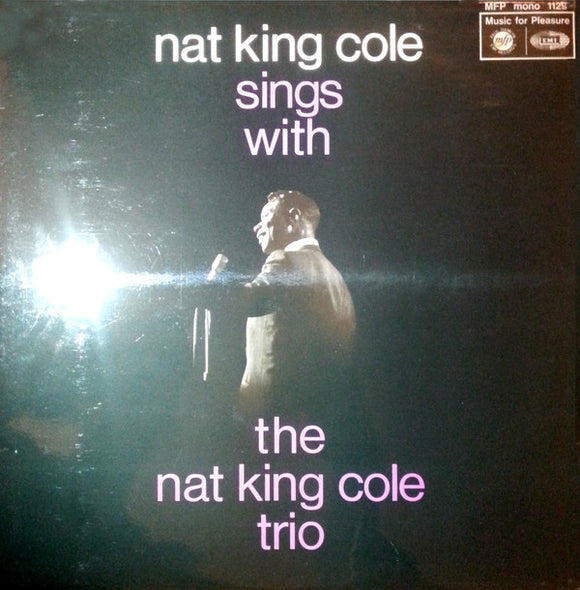 MFP mono 1125
Music for Pleasure
mfp
EMI
nat king cole
sings
with
the
nat king cole
trio